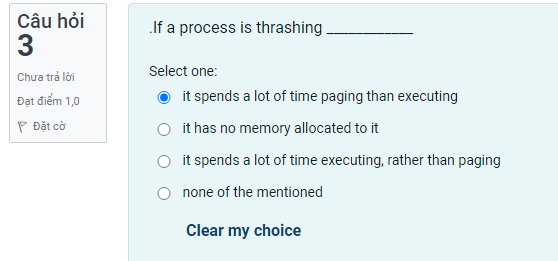 Câu hỏi
3
Chưa trả lời
Đạt điểm 1,0
Đặt cờ
.If a process is thrashing ____________
Select one:
it spends a lot of time paging than executing
it has no memory allocated to it
it spends a lot of time executing, rather than paging
none of the mentioned
Clear my choice